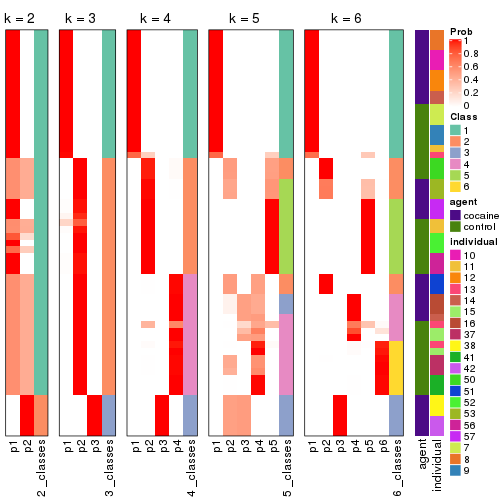 k = 2
k = 3
k = 4
k = 5
k = 6
p1
p2
2_classes
p1
p2
p3
3_classes
p1
p2
p3
p4
4_classes
p1
p2
p3
p4
p5
5_classes
p1
p2
p3
p4
p5
p6
6_classes
agent
individual
Prob
1
0.8
0.6
0.4
0.2
0
Class
1
2
3
4
5
6
agent
cocaine
control
individual
10
11
12
13
14
15
16
37
38
41
42
50
51
52
53
56
57
7
8
9